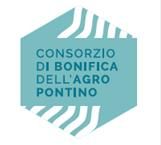 CONSORZIO
DI BONIFICA
DELL'AGRO
PONTINO